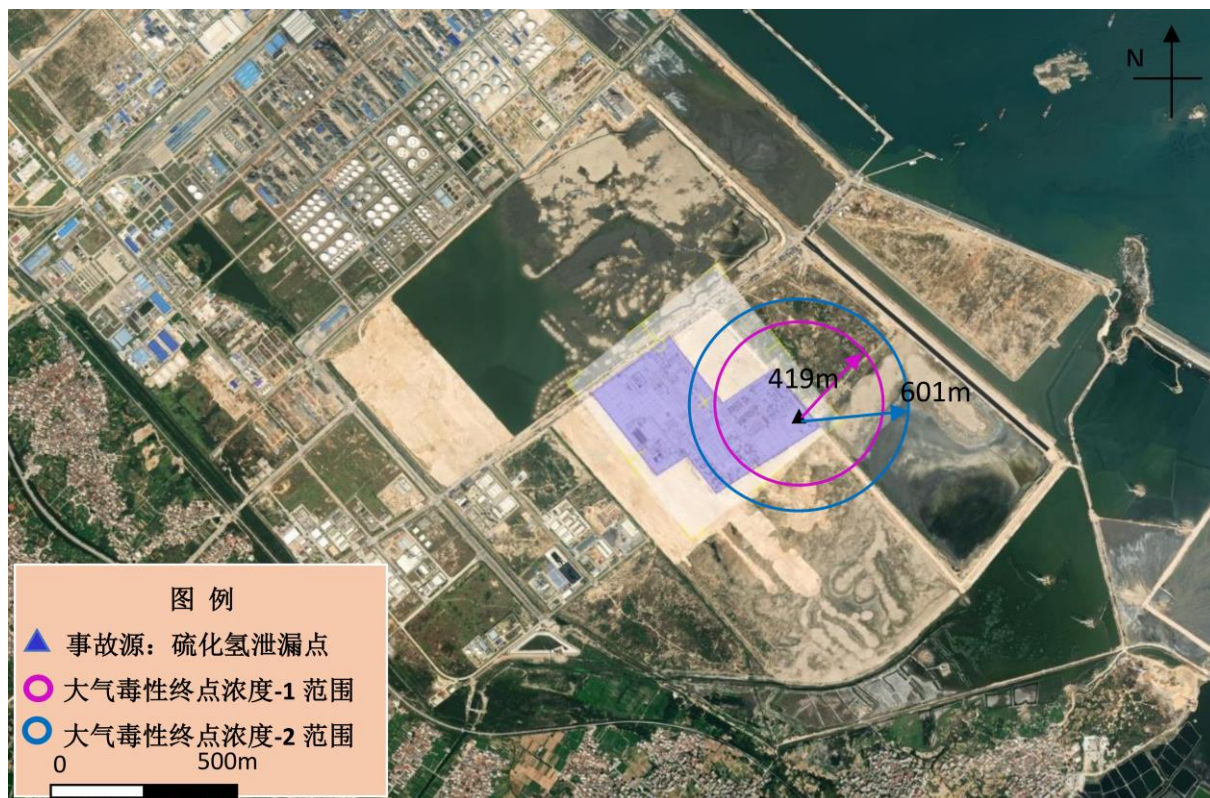 N
419m
601m
图 例
事故源：硫化氢泄漏点
大气毒性终点浓度-1 范围
大气毒性终点浓度-2 范围
0 500m